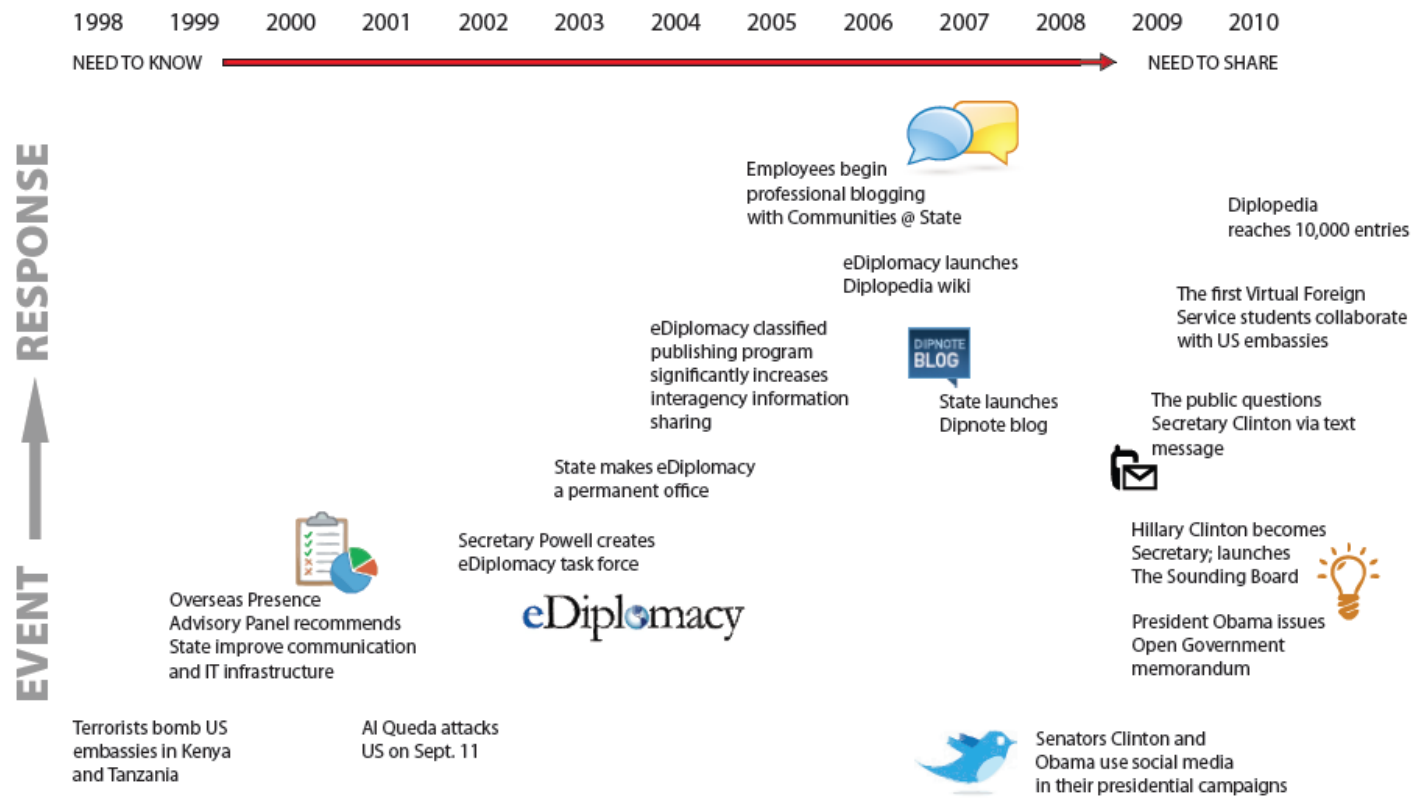 1998 1999 2000 2001 2002 2003 2004 2005 2006 2007 2008 2009 2010
NEED TO KNOW NEED TO SHARE
RESPONSE
EVENT
Employees begin
professional blogging
with Communities @ State
Diplopedia
reaches 10,000 entries
eDiplomacy launches
Diplopedia wiki
The first Virtual Foreign
Service students collaborate
with US embassies
eDiplomacy classified
publishing program
significantly increases
interagency information
sharing
DIPNOTE
BLOG
State launches
Dipnote blog
The public questions
Secretary Clinton via text
message
State makes eDiplomacy
a permanent office
Secretary Powell creates
eDiplomacy task force
eDiplomacy
Hillary Clinton becomes
Secretary; launches
The Sounding Board
Overseas Presence
Advisory Panel recommends
State improve communication
and IT infrastructure
President Obama issues
Open Government
memorandum
Terrorists bomb US
embassies in Kenya
and Tanzania
Al Queda attacks
US on Sept. 11
Senators Clinton and
Obama use social media
in their presidential campaigns